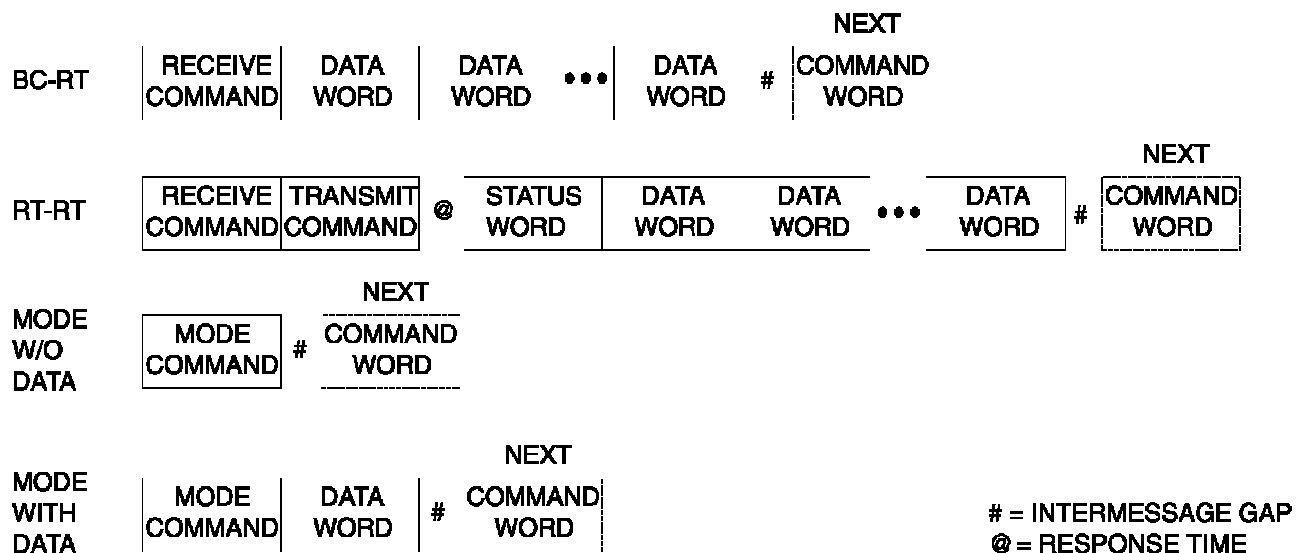 NEXT
BC-RT RECEIVE COMMAND DATA WORD DATA WORD ••• DATA WORD # COMMAND WORD
NEXT
RT-RT RECEIVE COMMAND TRANSMIT COMMAND @ STATUS WORD DATA WORD DATA WORD ••• DATA WORD # COMMAND WORD
NEXT
MODE W/O DATA MODE COMMAND # COMMAND WORD
NEXT
MODE WITH DATA MODE COMMAND DATA WORD # COMMAND WORD
# = INTERMESSAGE GAP
@ = RESPONSE TIME